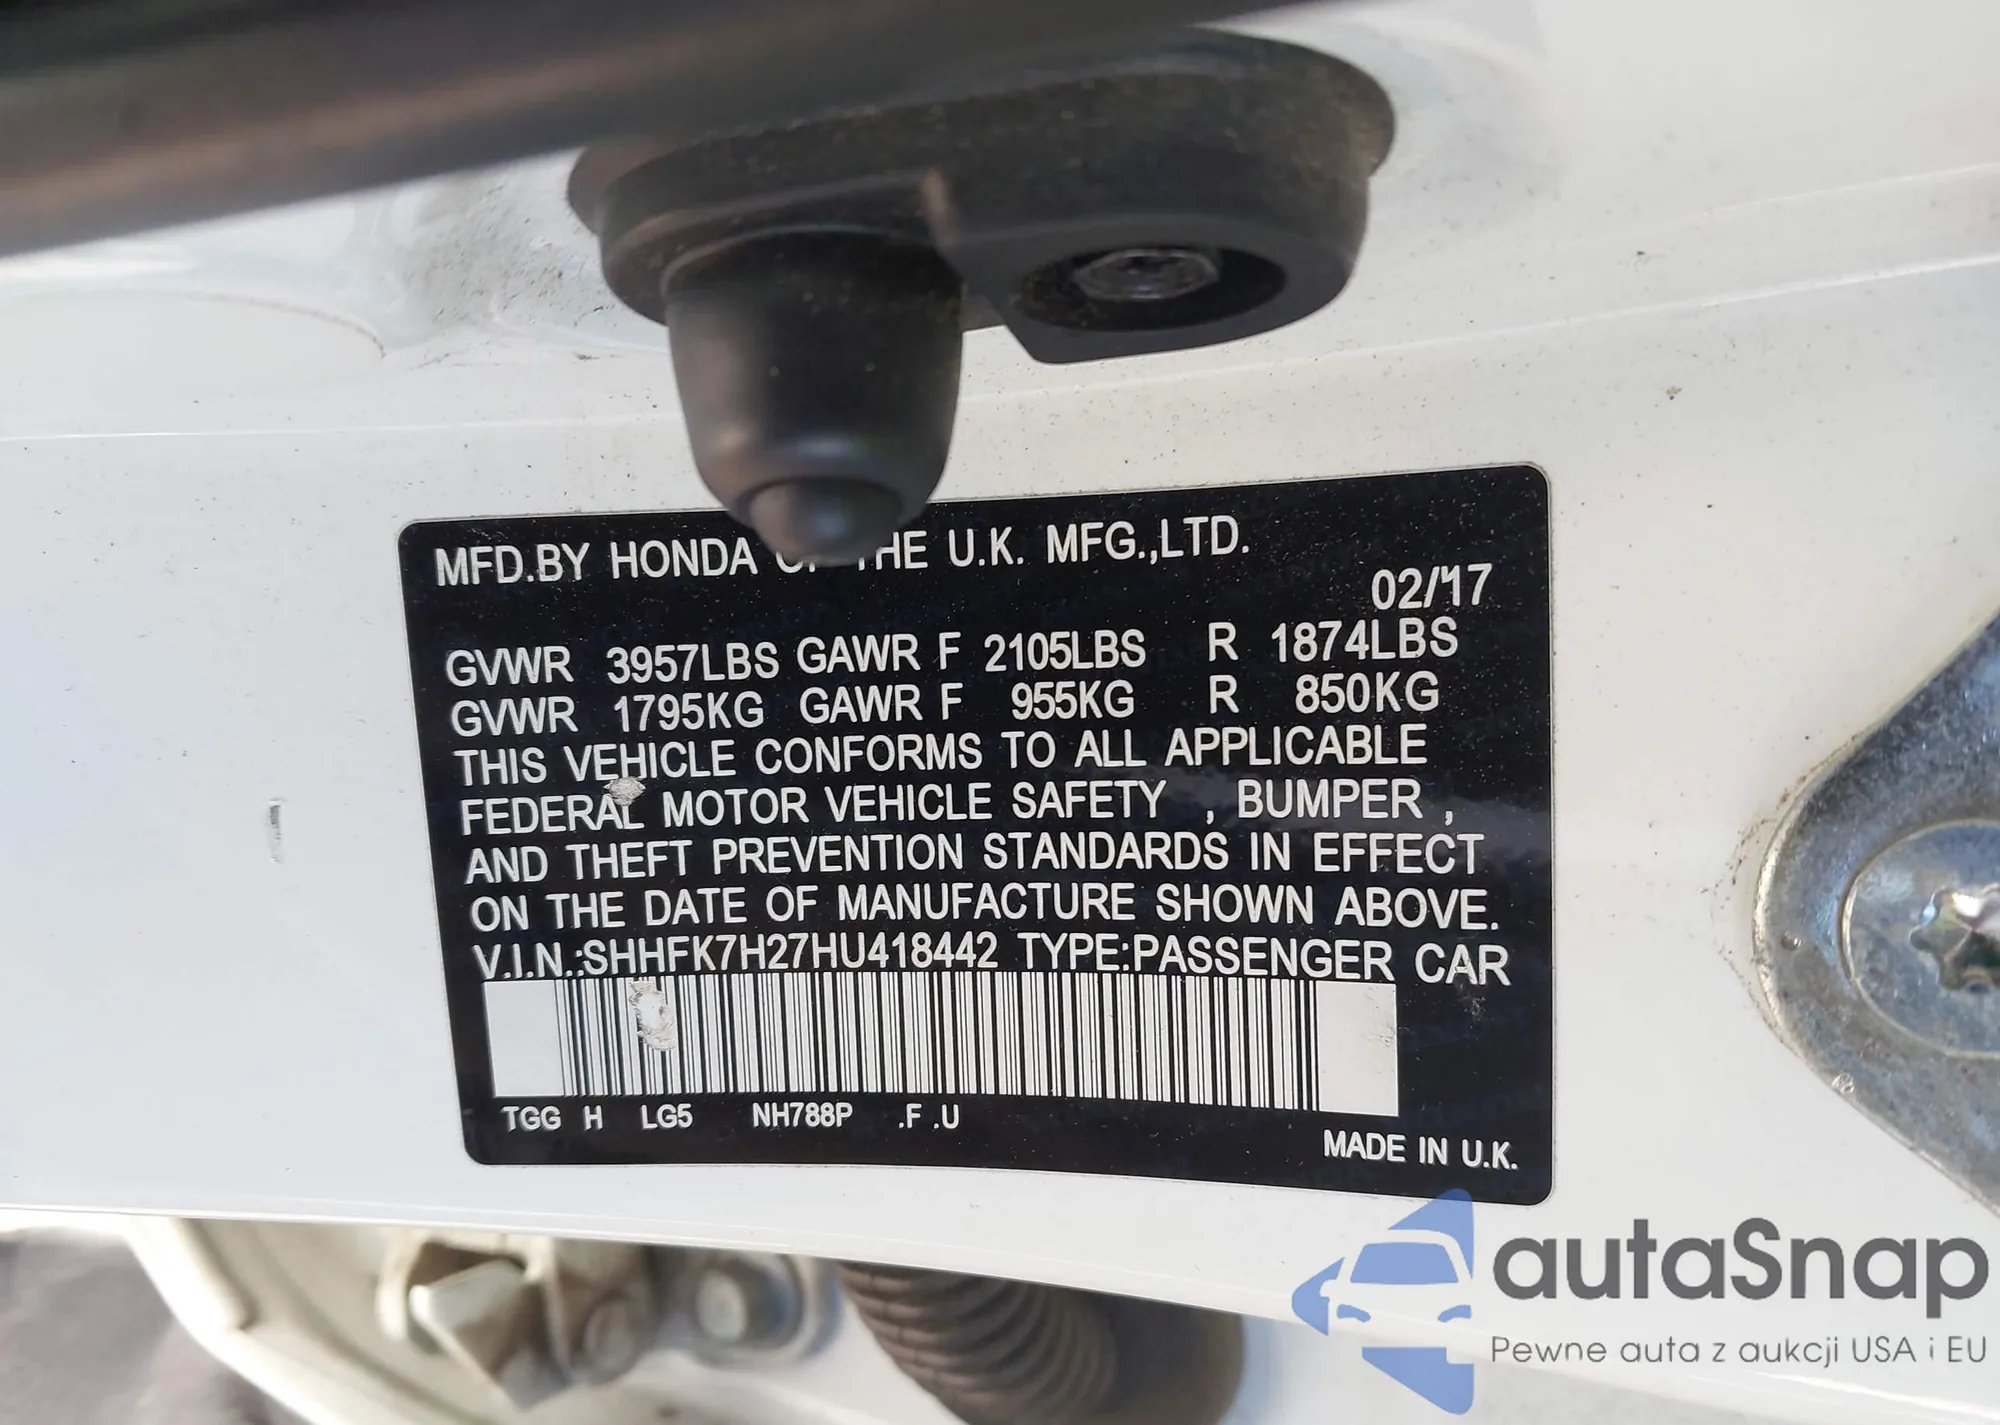 MFD.BY HONDA OF THE U.K. MFG.,LTD.
02/'17
GVWR 3957LBS GAWR F 2105LBS R 1874LBS
GVWR 1795KG GAWR F 955KG R 850KG
THIS VEHICLE CONFORMS TO ALL APPLICABLE
FEDERAL MOTOR VEHICLE SAFETY , BUMPER ,
AND THEFT PREVENTION STANDARDS IN EFFECT
ON THE DATE OF MANUFACTURE SHOWN ABOVE.
V.I.N.:SHHFK7H27HU418442 TYPE:PASSENGER CAR
TGG H LG5 NH788P .F .U
MADE IN U.K.
autaSnap
Pewne auta z aukcji USA i EU